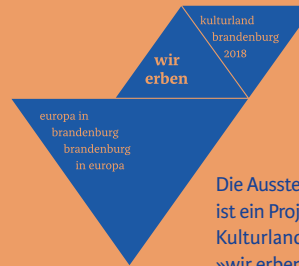 kulturland
brandenburg
2018
wir
erben
europa in
brandenburg
brandenburg
in europa
Die Ausste
ist ein Proj
Kulturland
»wir erben